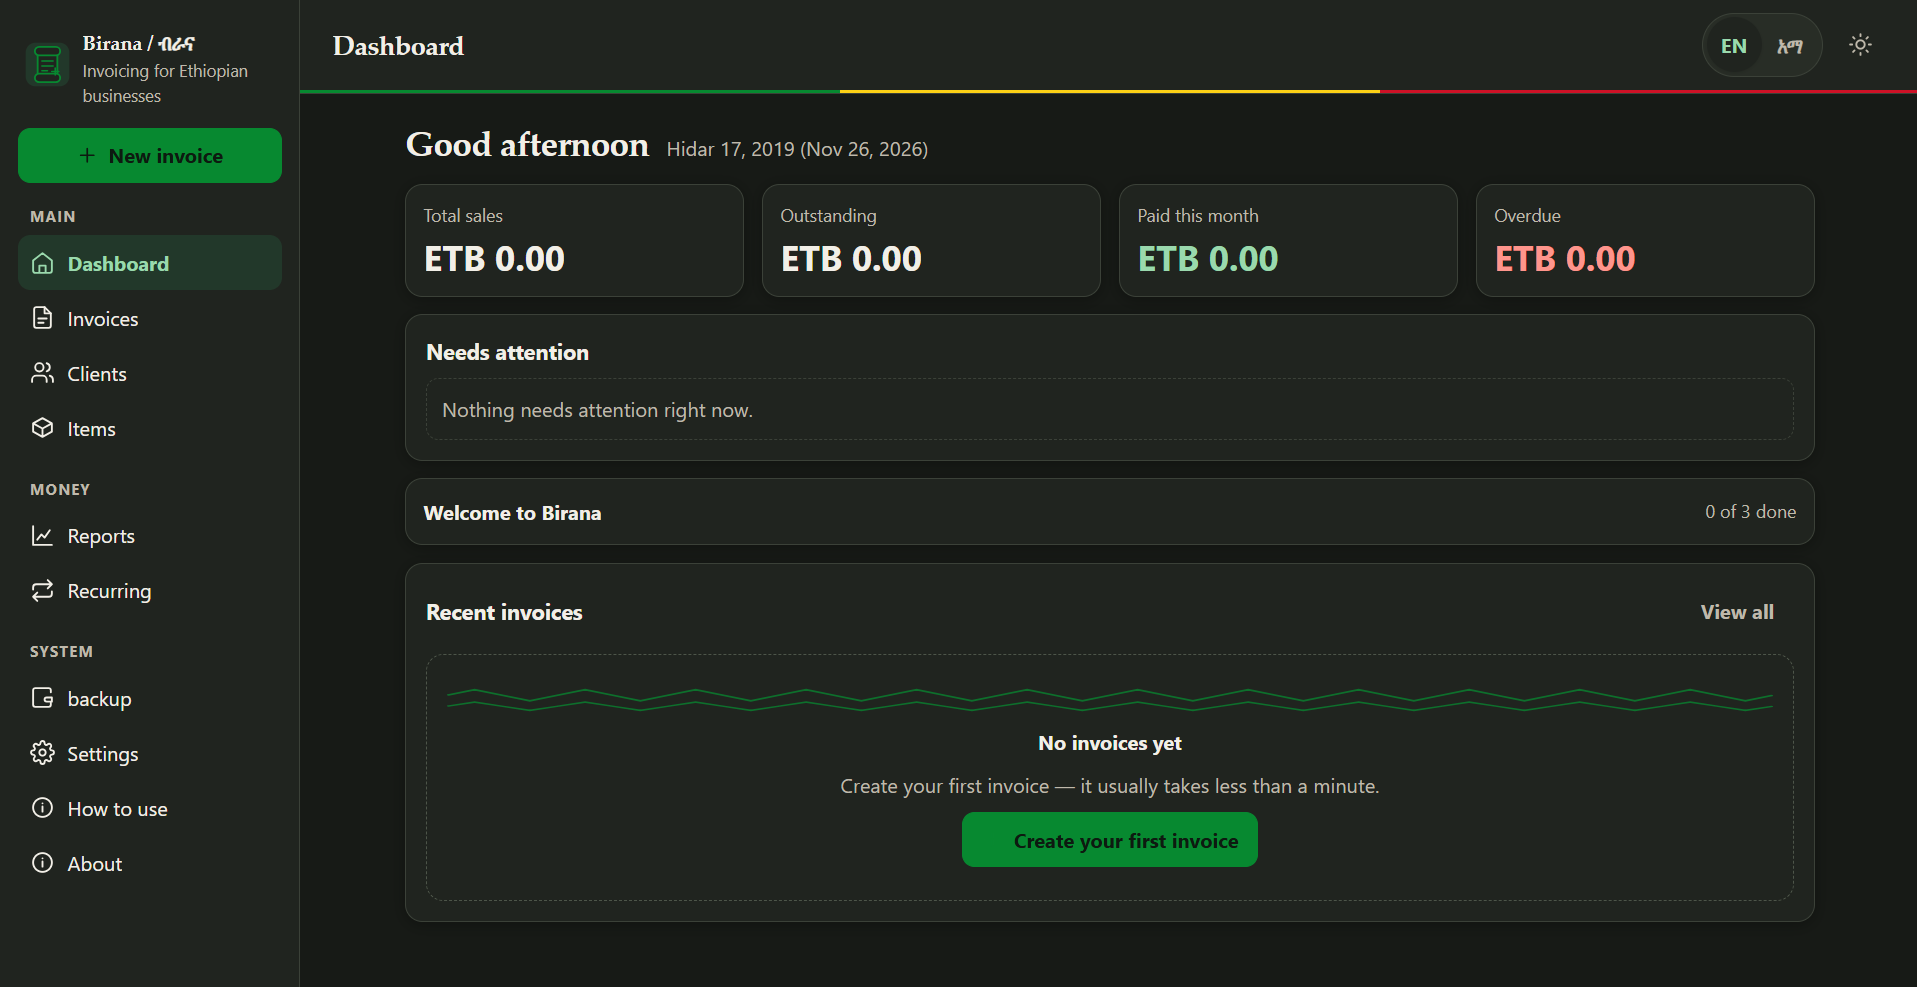 Birana / ብራና
Invoicing for Ethiopian
businesses
+ New invoice
MAIN
Dashboard
Invoices
Clients
Items
MONEY
Reports
Recurring
SYSTEM
backup
Settings
How to use
About
Dashboard
EN አማ
Good afternoon Hidar 17, 2019 (Nov 26, 2026)
Total sales
ETB 0.00
Outstanding
ETB 0.00
Paid this month
ETB 0.00
Overdue
ETB 0.00
Needs attention
Nothing needs attention right now.
Welcome to Birana 0 of 3 done
Recent invoices View all
No invoices yet
Create your first invoice — it usually takes less than a minute.
Create your first invoice